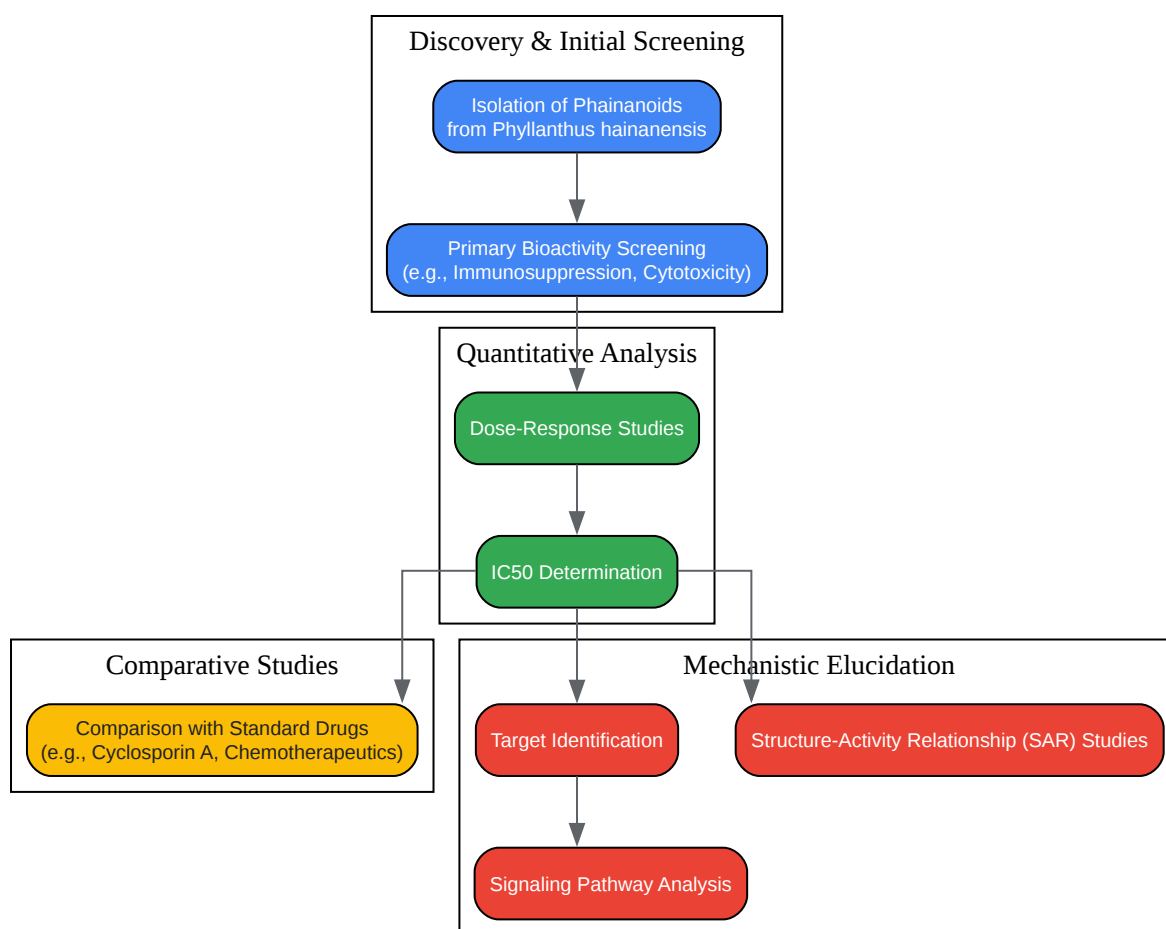 Discovery & Initial Screening
Isolation of Phainanoids
from Phyllanthus hainanensis
Primary Bioactivity Screening
(e.g., Immunosuppression, Cytotoxicity)
Quantitative Analysis
Dose-Response Studies
IC50 Determination
Comparative Studies
Comparison with Standard Drugs
(e.g., Cyclosporin A, Chemotherapeutics)
Mechanistic Elucidation
Target Identification
Structure-Activity Relationship (SAR) Studies
Signaling Pathway Analysis